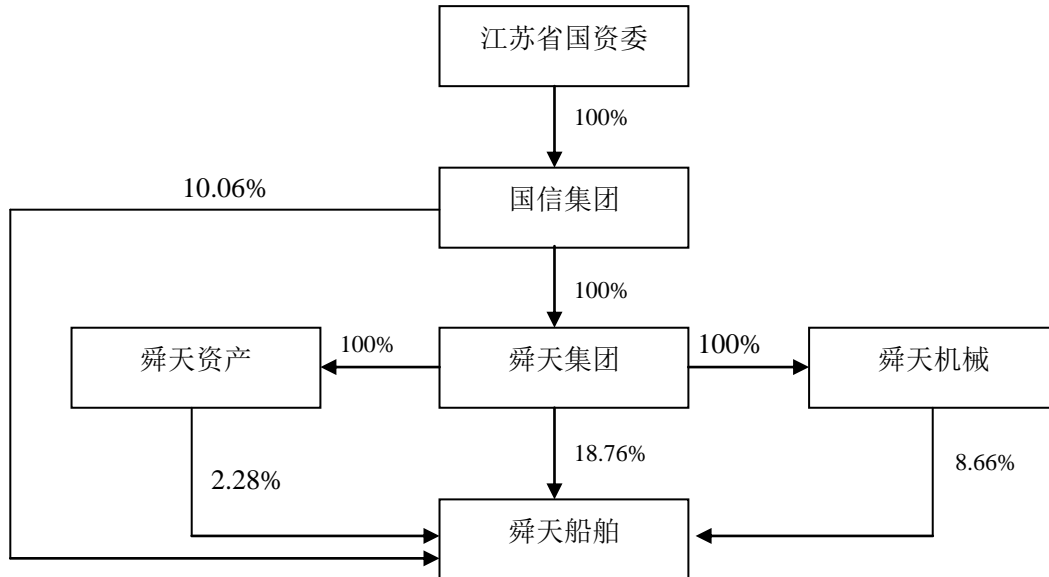 江苏省国资委
100%
10.06%
国信集团
100%
舜天资产
100%
舜天集团
100%
舜天机械
2.28%
18.76%
8.66%
舜天船舶